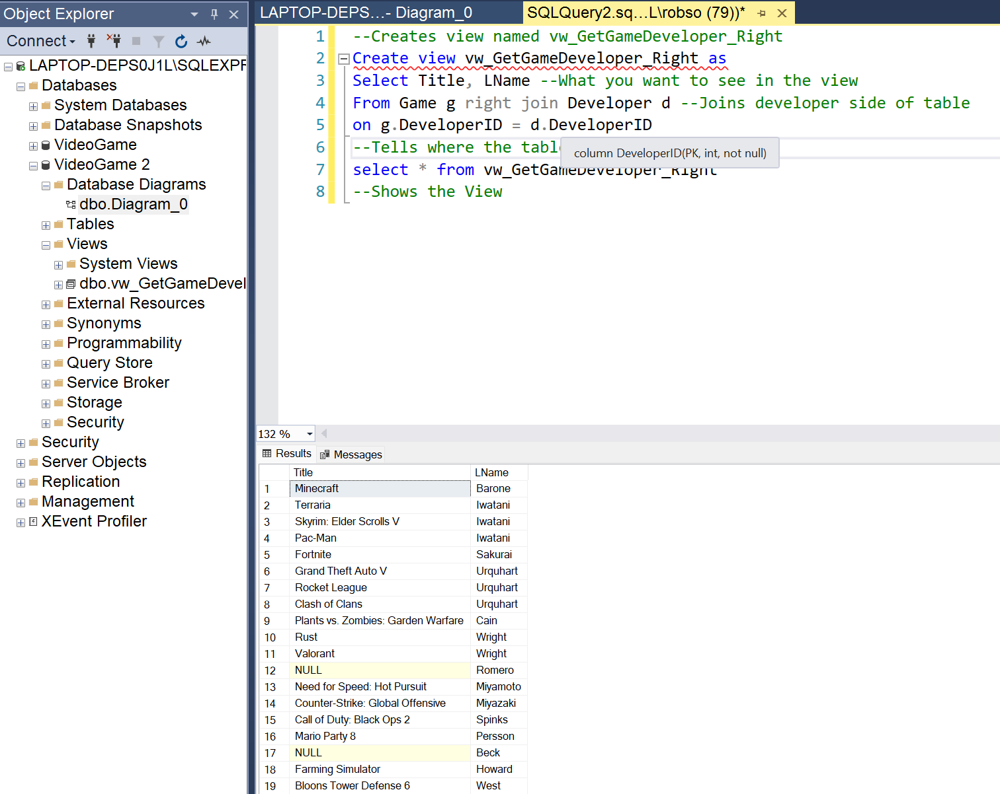 Object Explorer
Connect
LAPTOP-DEPS0J1L\SQLEXPR
Databases
System Databases
Database Snapshots
VideoGame
VideoGame 2
Database Diagrams
dbo.Diagram_0
Tables
Views
System Views
dbo.vw_GetGameDevel
External Resources
Synonyms
Programmability
Query Store
Service Broker
Storage
Security
Security
Server Objects
Replication
Management
XEvent Profiler
LAPTOP-DEPS...- Diagram_0
SQLQuery2.sq...L\robso (79))*
1 --Creates view named vw_GetGameDeveloper_Right
2 Create view vw_GetGameDeveloper_Right as
3 Select Title, LName --What you want to see in the view
4 From Game g right join Developer d --Joins developer side of table
5 on g.DeveloperID = d.DeveloperID
6 --Tells where the tabl
column DeveloperID(PK, int, not null)
7 select * from vw_GetGameDeveloper_Right
8 --Shows the View
132 %
Results Messages
Title LName
1 Minecraft Barone
2 Terraria Iwatani
3 Skyrim: Elder Scrolls V Iwatani
4 Pac-Man Iwatani
5 Fortnite Sakurai
6 Grand Theft Auto V Urquhart
7 Rocket League Urquhart
8 Clash of Clans Urquhart
9 Plants vs. Zombies: Garden Warfare Cain
10 Rust Wright
11 Valorant Wright
12 NULL Romero
13 Need for Speed: Hot Pursuit Miyamoto
14 Counter-Strike: Global Offensive Miyazaki
15 Call of Duty: Black Ops 2 Spinks
16 Mario Party 8 Persson
17 NULL Beck
18 Farming Simulator Howard
19 Bloons Tower Defense 6 West